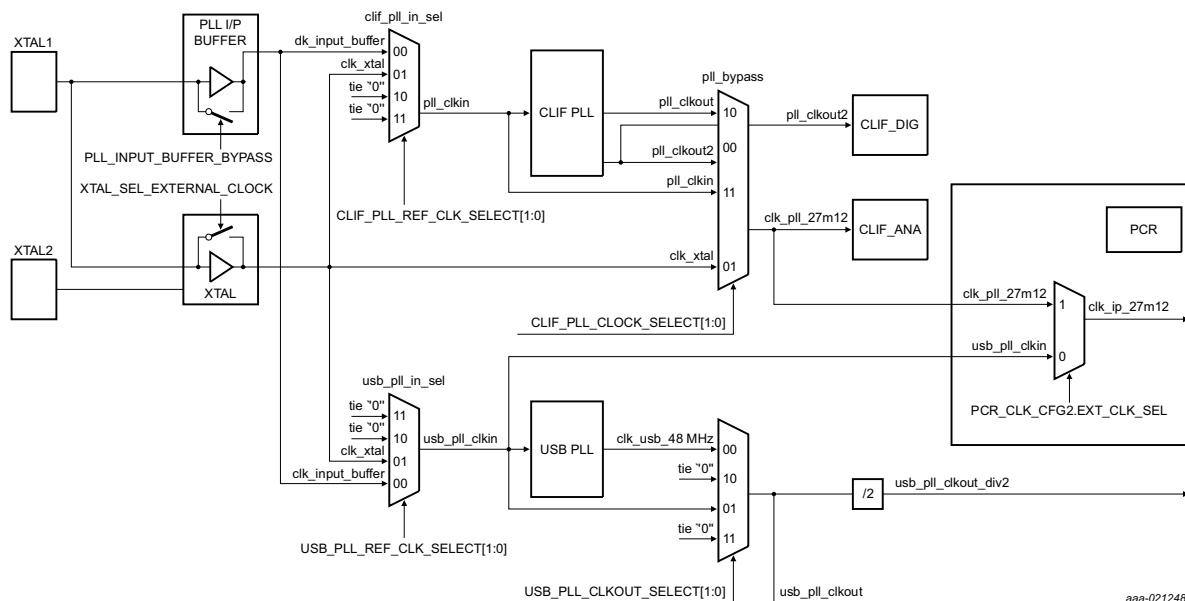 clif_pll_in_sel
PLL I/P
BUFFER
XTAL1
dk_input_buffer
00
clk_xtal
01
tie "0"
10
tie "0"
11
pll_clkin
CLIF PLL
pll_bypass
pll_clkout
10
00
pll_clkout2
pll_clkin
11
pll_clkout2
CLIF_DIG
PLL_INPUT_BUFFER_BYPASS
XTAL_SEL_EXTERNAL_CLOCK
CLIF_PLL_REF_CLK_SELECT[1:0]
clk_pll_27m12
CLIF_ANA
PCR
XTAL2
XTAL
clk_xtal
01
CLIF_PLL_CLOCK_SELECT[1:0]
clk_pll_27m12
1
clk_ip_27m12
usb_pll_clkin
0
PCR_CLK_CFG2.EXT_CLK_SEL
usb_pll_in_sel
tie "0"
11
tie "0"
10
clk_xtal
01
clk_input_buffer
00
usb_pll_clkin
USB PLL
clk_usb_48 MHz
00
tie "0"
10
01
tie "0"
11
/2
usb_pll_clkout_div2
USB_PLL_REF_CLK_SELECT[1:0]
USB_PLL_CLKOUT_SELECT[1:0]
usb_pll_clkout
aaa-021248